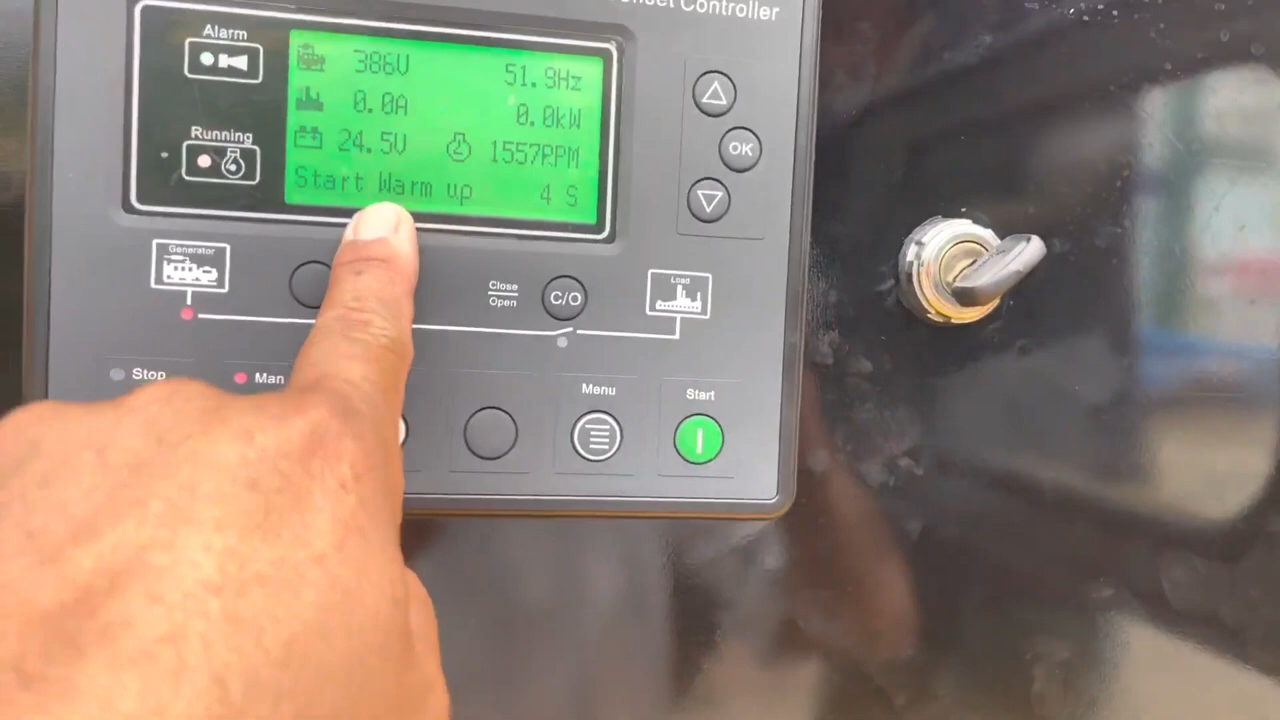 Controller
Alarm
386V
51.9Hz
0.0A
0.0kW
Running
24.5V
1557RPM
Start Warm up
4 S
OK
Generator
Close
Open
C/O
Load
Stop
Man
Menu
Start